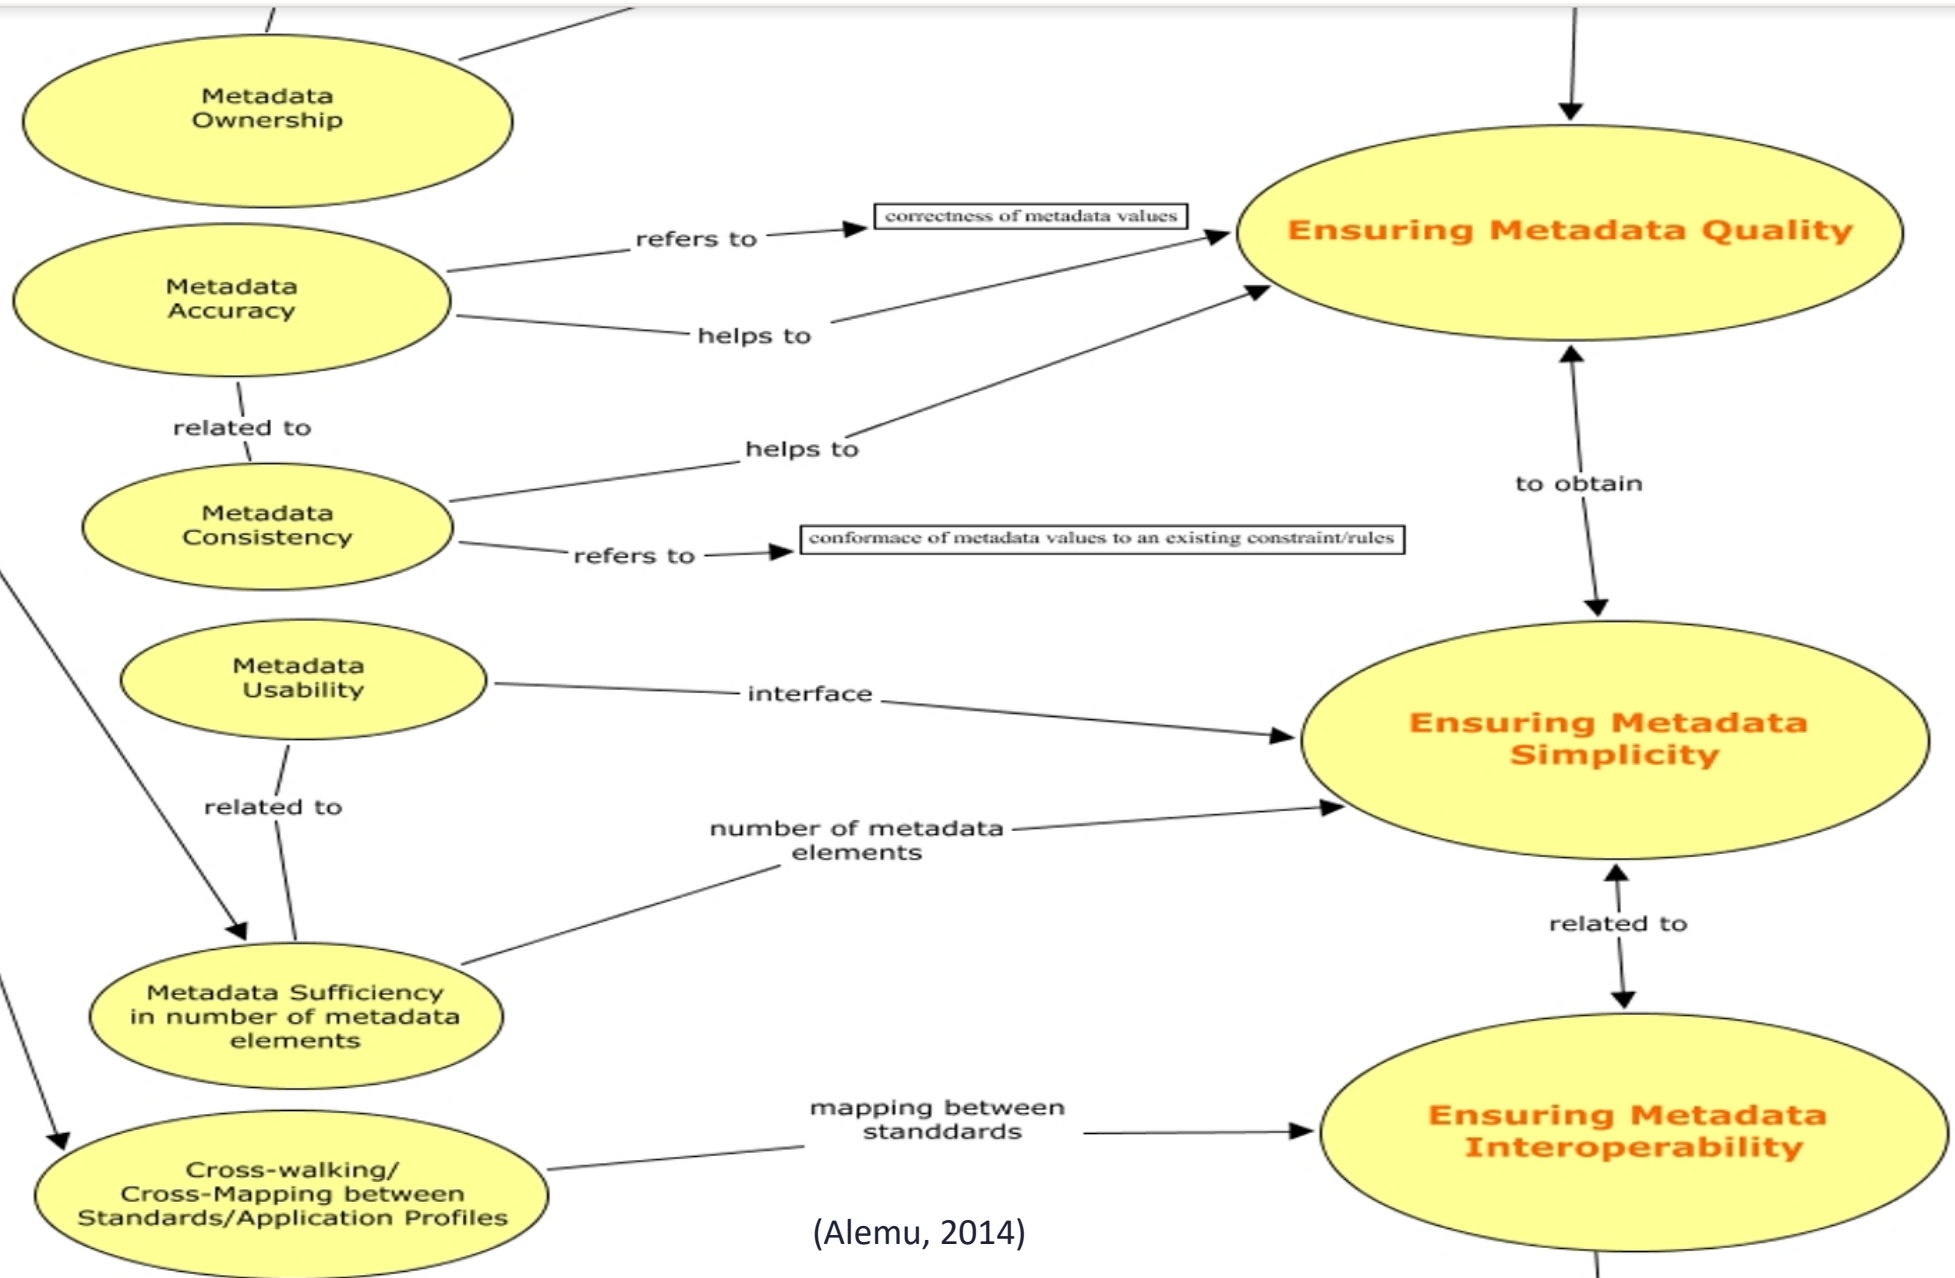 Metadata
Ownership
correctness of metadata values
refers to
Ensuring Metadata Quality
Metadata
Accuracy
helps to
related to
helps to
to obtain
Metadata
Consistency
conformace of metadata values to an existing constraint/rules
refers to
Metadata
Usability
interface
Ensuring Metadata
Simplicity
related to
number of metadata
elements
related to
Metadata Sufficiency
in number of metadata
elements
mapping between
standdards
Ensuring Metadata
Interoperability
Cross-walking/
Cross-Mapping between
Standards/Application Profiles
(Alemu, 2014)